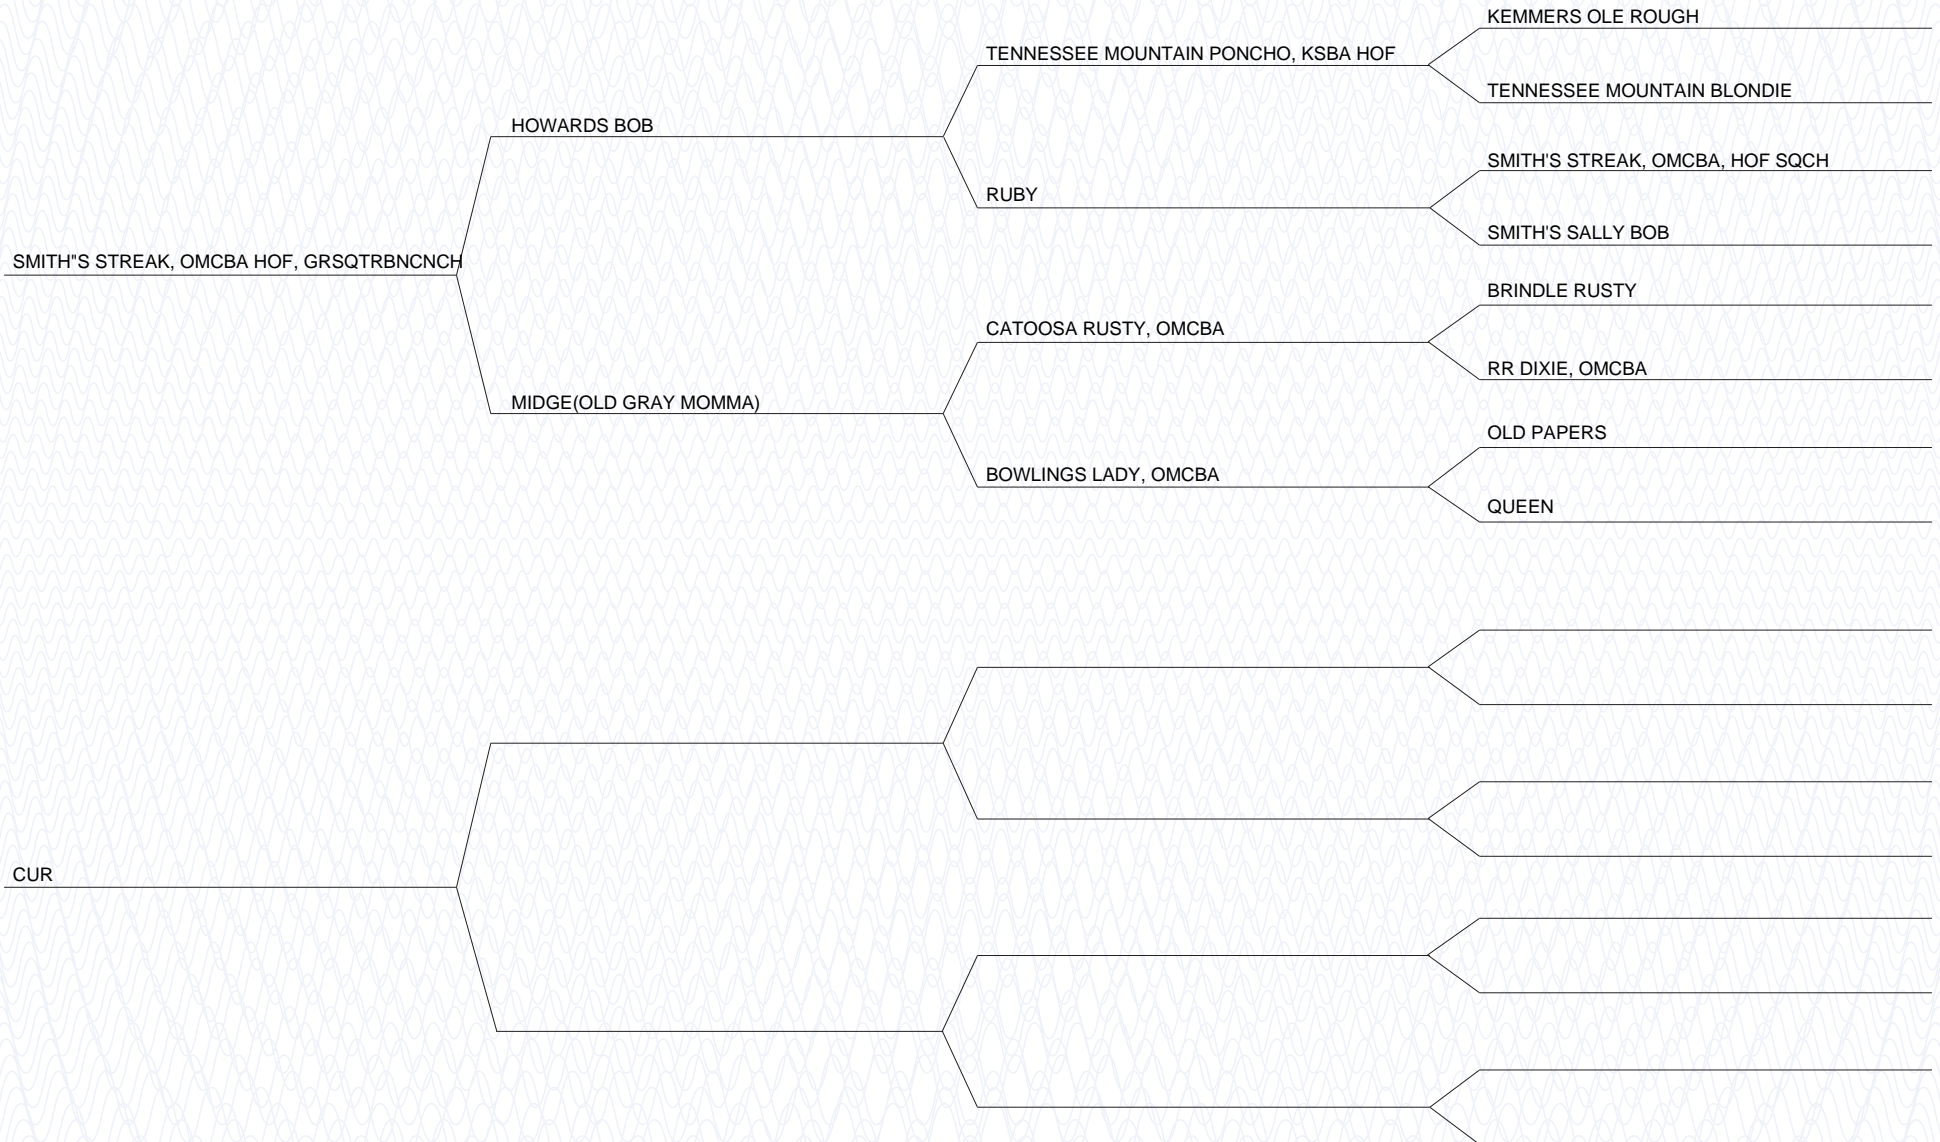 KEMMERS OLE ROUGH
TENNESSEE MOUNTAIN PONCHO, KSBA HOF
TENNESSEE MOUNTAIN BLONDIE
HOWARDS BOB
SMITH'S STREAK, OMCBA, HOF SQCH
RUBY
SMITH'S SALLY BOB
SMITH"S STREAK, OMCBA HOF, GRSQTRBNCNCH
BRINDLE RUSTY
CATOOSA RUSTY, OMCBA
RR DIXIE, OMCBA
MIDGE(OLD GRAY MOMMA)
OLD PAPERS
BOWLINGS LADY, OMCBA
QUEEN
CUR